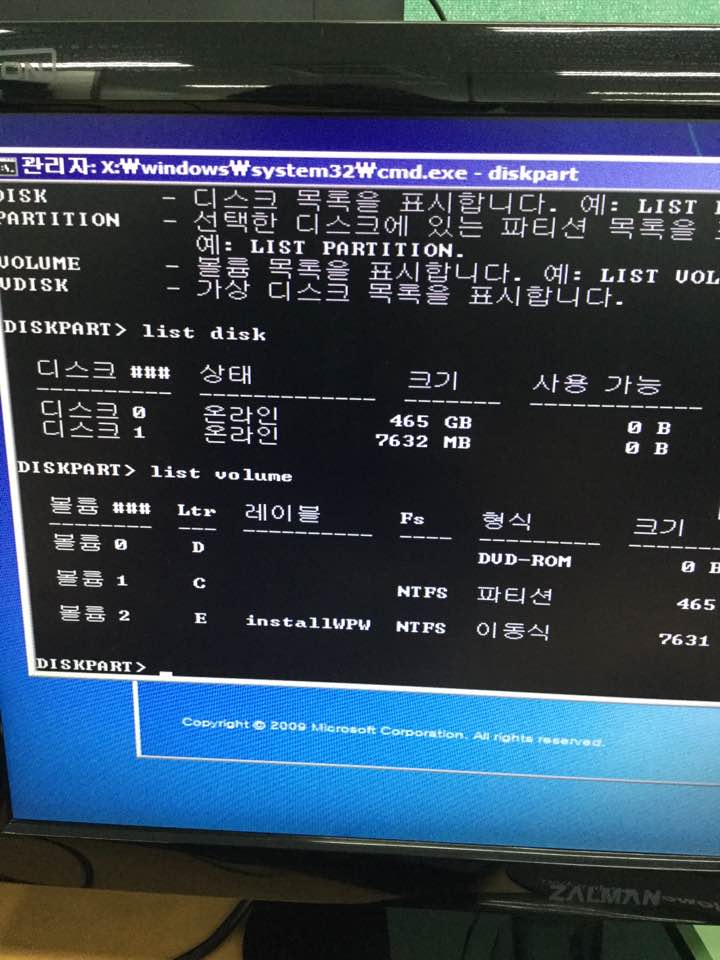 관리자: X:₩windows₩system32₩cmd.exe - diskpart
DISK - 디스크 목록을 표시합니다. 예: LIST
PARTITION - 선택한 디스크에 있는 파티션 목록을
예: LIST PARTITION.
VOLUME - 볼륨 목록을 표시합니다. 예: LIST VOL
VDISK - 가상 디스크 목록을 표시합니다.
DISKPART> list disk
디스크 ### 상태 크기 사용 가능
디스크 0 온라인 465 GB 0 B
디스크 1 온라인 7632 MB 0 B
DISKPART> list volume
볼륨 ### Ltr 레이블 Fs 형식 크기
볼륨 0 D DVD-ROM 0 B
볼륨 1 C NTFS 파티션 465
볼륨 2 E installWPW NTFS 이동식 7631
DISKPART>
Copyright © 2009 Microsoft Corporation. All rights reserved.
ZALMAN